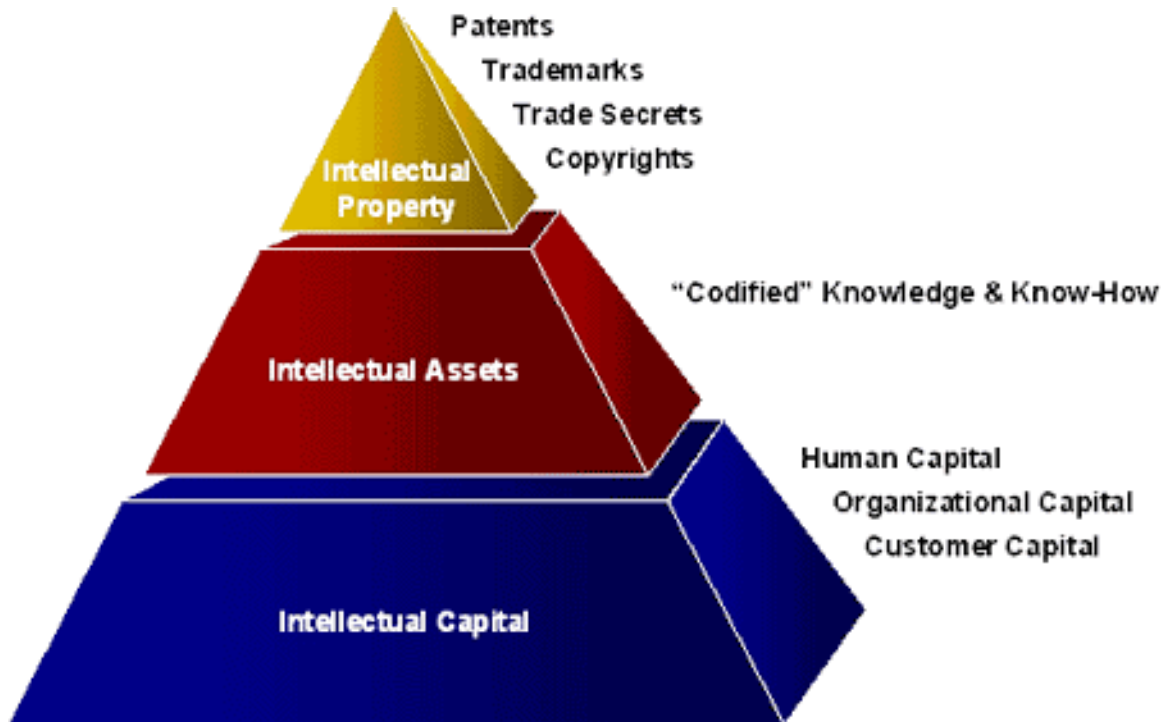 Patents
Trademarks
Trade Secrets
Copyrights
Intellectual
Property
“Codified” Knowledge & Know-How
Intellectual Assets
Human Capital
Organizational Capital
Customer Capital
Intellectual Capital